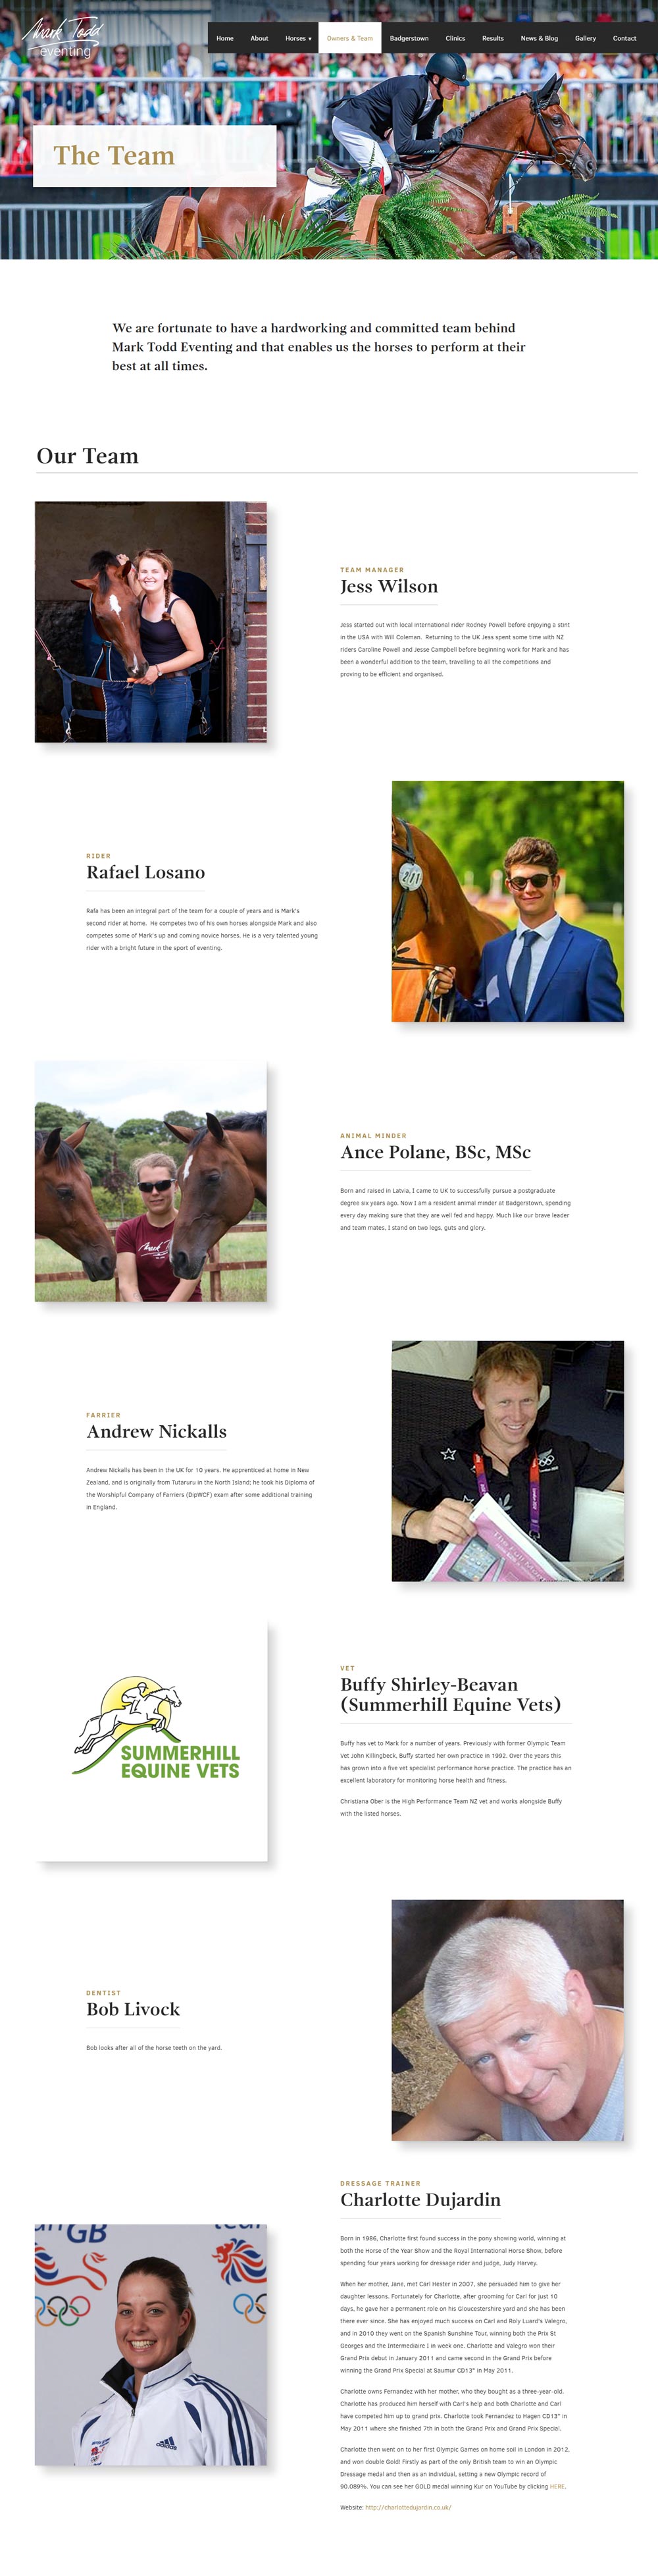 Mark Todd
eventing
Home About Horses ▾ Owners & Team Badgerstown Clinics Results News & Blog Gallery Contact
The Team
We are fortunate to have a hardworking and committed team behind
Mark Todd Eventing and that enables us the horses to perform at their
best at all times.
Our Team
TEAM MANAGER
Jess Wilson
Jess started out with local international rider Rodney Powell before enjoying a stint
in the USA with Will Coleman. Returning to the UK Jess spent some time with NZ
riders Caroline Powell and Jesse Campbell before beginning work for Mark and has
been a wonderful addition to the team, travelling to all the competitions and
proving to be efficient and organised.
RIDER
Rafael Losano
Rafa has been an integral part of the team for a couple of years and is Mark's
second rider at home. He competes two of his own horses alongside Mark and also
competes some of Mark's up and coming novice horses. He is a very talented young
rider with a bright future in the sport of eventing.
211
ANIMAL MINDER
Ance Polane, BSc, MSc
Born and raised in Latvia, I came to UK to successfully pursue a postgraduate
degree six years ago. Now I am a resident animal minder at Badgerstown, spending
every day making sure that they are well fed and happy. Much like our brave leader
and team mates, I stand on two legs, guts and glory.
FARRIER
Andrew Nickalls
Andrew Nickalls has been in the UK for 10 years. He apprenticed at home in New
Zealand, and is originally from Tutaruru in the North Island; he took his Diploma of
the Worshipful Company of Farriers (DipWCF) exam after some additional training
in England.
SUMMERHILL
EQUINE VETS
VET
Buffy Shirley-Beavan
(Summerhill Equine Vets)
Buffy has vet to Mark for a number of years. Previously with former Olympic Team
Vet John Killingbeck, Buffy started her own practice in 1992. Over the years this
has grown into a five vet specialist performance horse practice. The practice has an
excellent laboratory for monitoring horse health and fitness.
Christiana Ober is the High Performance Team NZ vet and works alongside Buffy
with the listed horses.
DENTIST
Bob Livock
Bob looks after all of the horse teeth on the yard.
DRESSAGE TRAINER
Charlotte Dujardin
Born in 1986, Charlotte first found success in the pony showing world, winning at
both the Horse of the Year Show and the Royal International Horse Show, before
spending four years working for dressage rider and judge, Judy Harvey.
When her mother, Jane, met Carl Hester in 2007, she persuaded him to give her
daughter lessons. Fortunately for Charlotte, after grooming for Carl for just 10
days, he gave her a permanent role on his Gloucestershire yard and she has been
there ever since. She has enjoyed much success on Carl and Roly Luard's Valegro,
and in 2010 they went on the Spanish Sunshine Tour, winning both the Prix St
Georges and the Intermediaire I in week one. Charlotte and Valegro won their
Grand Prix debut in January 2011 and came second in the Grand Prix before
winning the Grand Prix Special at Saumur CDI3* in May 2011.
Charlotte owns Fernandez with her mother, who they bought as a three-year-old.
Charlotte has produced him herself with Carl's help and both Charlotte and Carl
have competed him up to grand prix. Charlotte took Fernandez to Hagen CDI3* in
May 2011 where she finished 7th in both the Grand Prix and Grand Prix Special.
Charlotte then went on to her first Olympic Games on home soil in London in 2012,
and won double Gold! Firstly as part of the only British team to win an Olympic
Dressage medal and then as an individual, setting a new Olympic record of
90.089%. You can see her GOLD medal winning Kur on YouTube by clicking HERE.
Website: http://charlottedujardin.co.uk/
GB
adidas